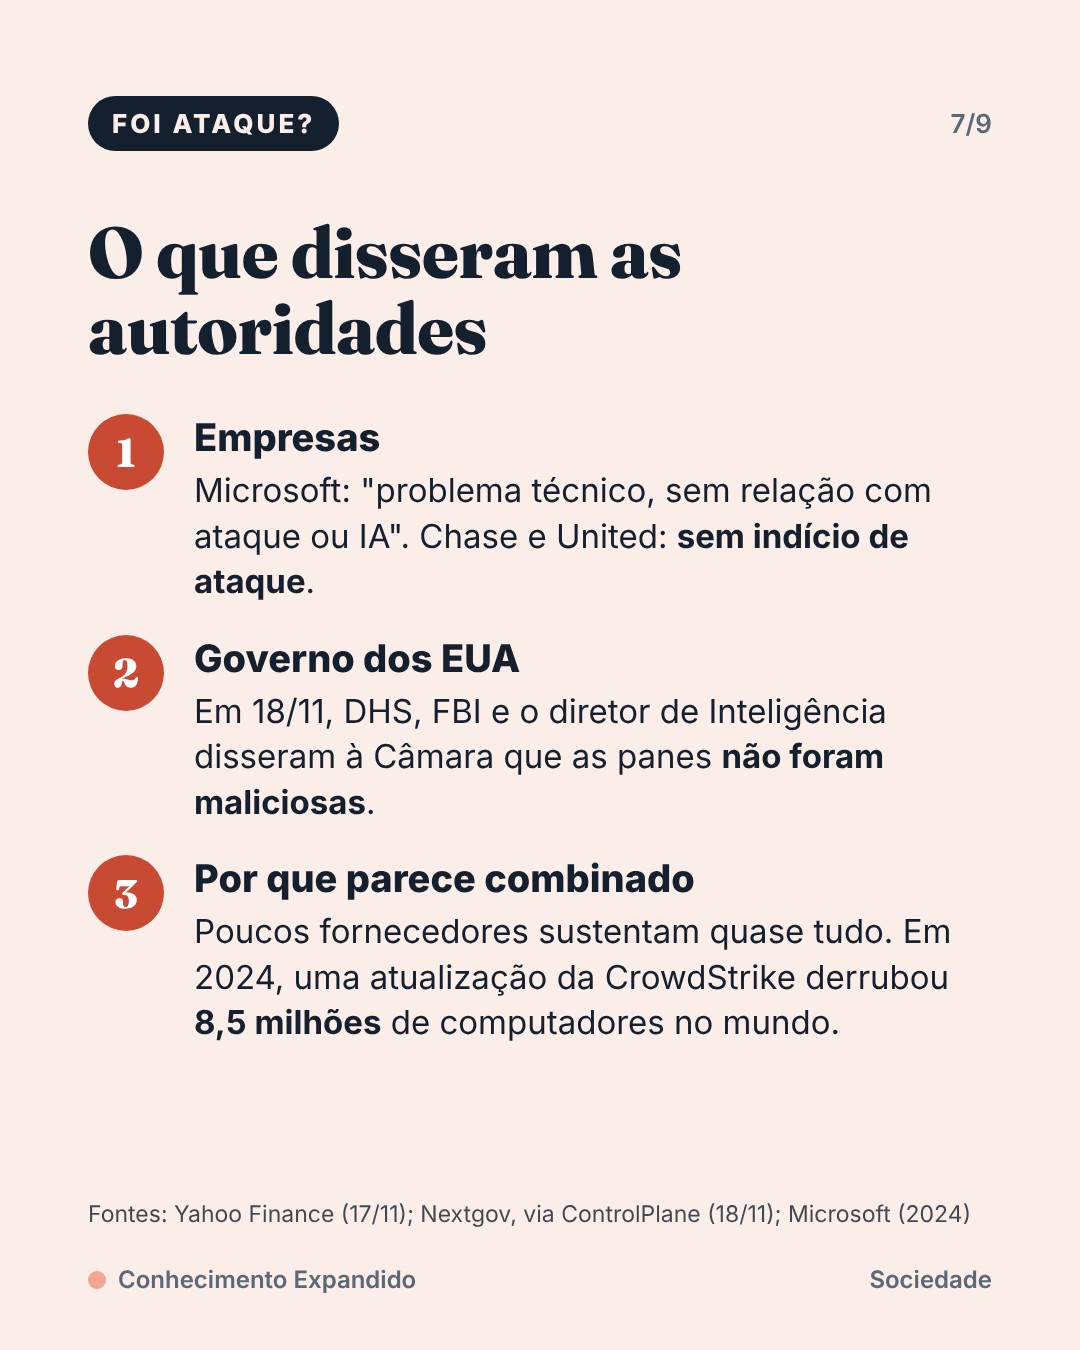 FOI ATAQUE?
7/9
O que disseram as
autoridades
1
Empresas
Microsoft: "problema técnico, sem relação com
ataque ou IA". Chase e United: sem indício de
ataque.
2
Governo dos EUA
Em 18/11, DHS, FBI e o diretor de Inteligência
disseram à Câmara que as panes não foram
maliciosas.
3
Por que parece combinado
Poucos fornecedores sustentam quase tudo. Em
2024, uma atualização da CrowdStrike derrubou
8,5 milhões de computadores no mundo.
Fontes: Yahoo Finance (17/11); Nextgov, via ControlPlane (18/11); Microsoft (2024)
Conhecimento Expandido
Sociedade